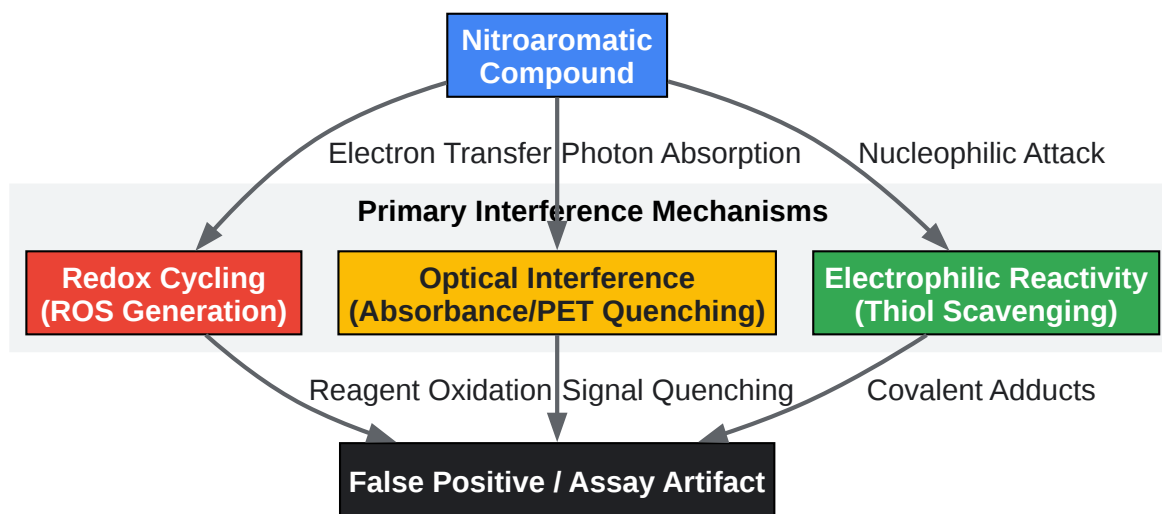 Nitroaromatic
Compound
Electron Transfer
Photon Absorption
Nucleophilic Attack
Primary Interference Mechanisms
Redox Cycling
(ROS Generation)
Optical Interference
(Absorbance/PET Quenching)
Electrophilic Reactivity
(Thiol Scavenging)
Reagent Oxidation
Signal Quenching
Covalent Adducts
False Positive / Assay Artifact